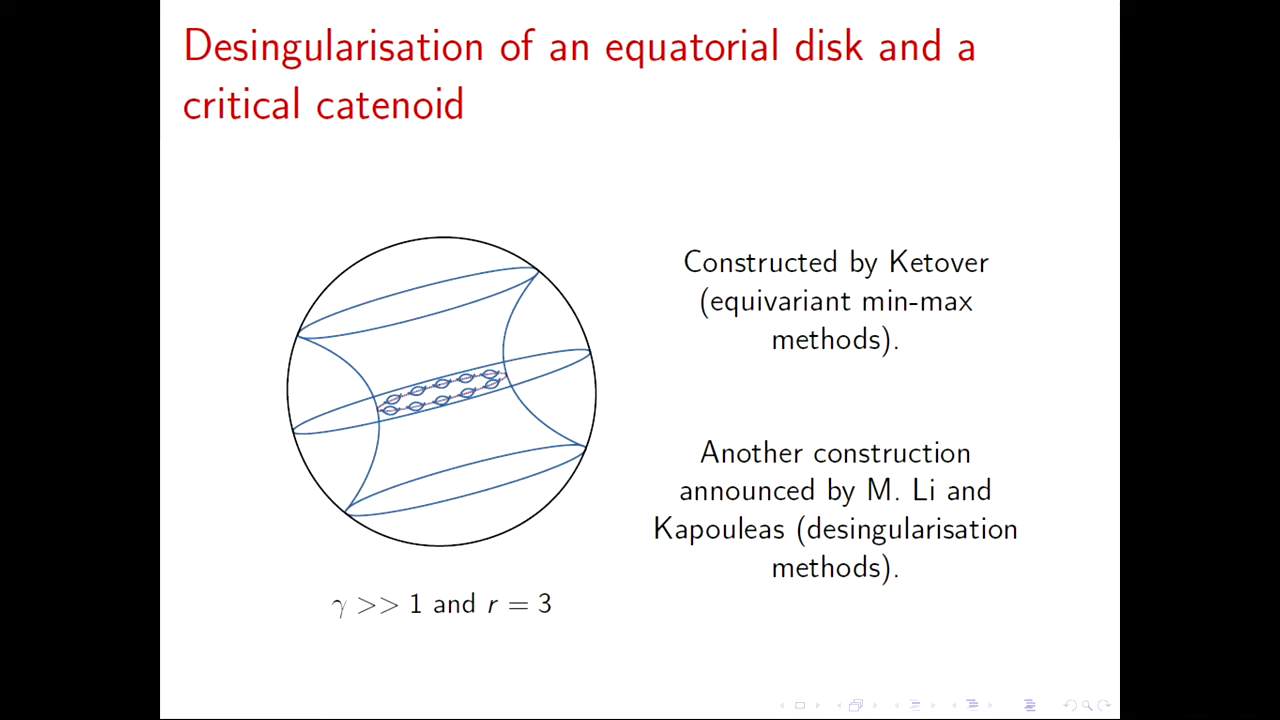 Desingularisation of an equatorial disk and a
critical catenoid
Constructed by Ketover
(equivariant min-max
methods).
Another construction
announced by M. Li and
Kapouleas (desingularisation
methods).
γ >> 1 and r = 3